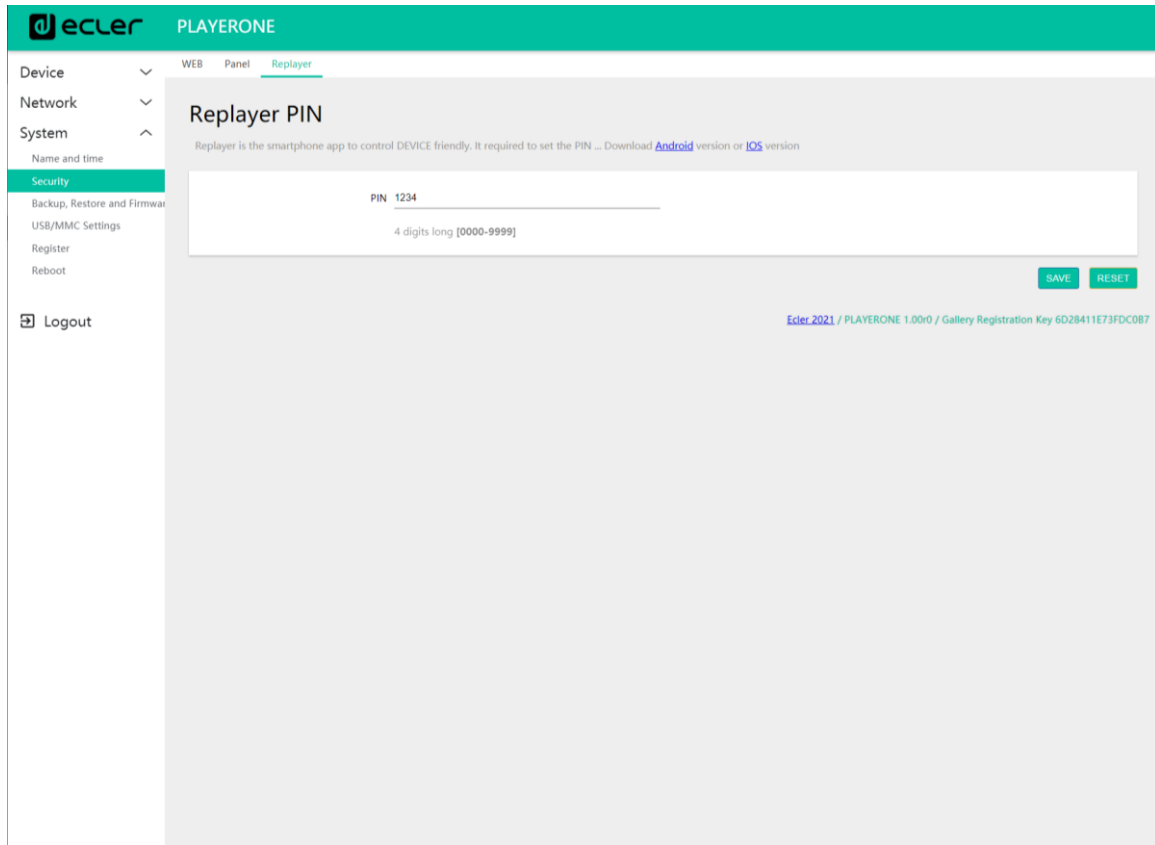 ecler
PLAYERONE
Device
Network
System
Name and time
Security
Backup, Restore and Firmwar
USB/MMC Settings
Register
Reboot
Logout
WEB Panel Replayer
Replayer PIN
Replayer is the smartphone app to control DEVICE friendly. It required to set the PIN ... Download Android version or IOS version
PIN 1234
4 digits long [0000-9999]
SAVE RESET
Ecler 2021 / PLAYERONE 1.00r0 / Gallery Registration Key 6D28411E73FDC0B7